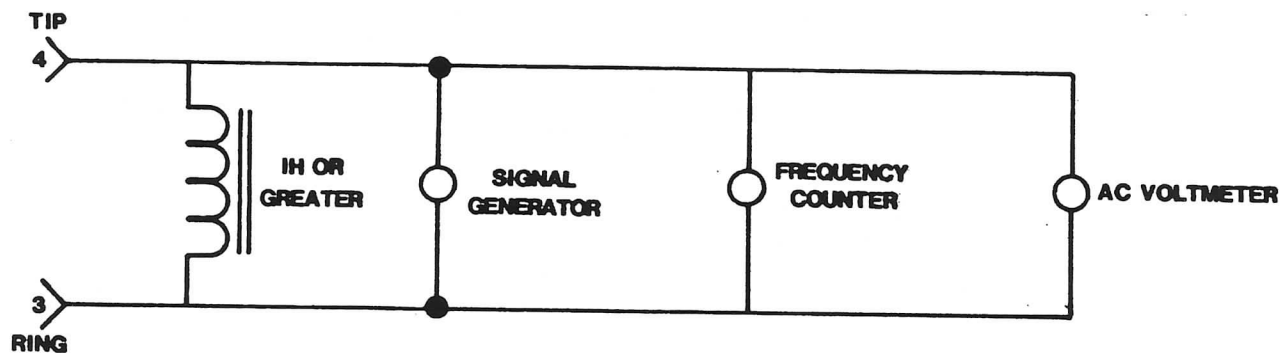 TIP
4
IH OR
GREATER
SIGNAL
GENERATOR
FREQUENCY
COUNTER
AC VOLTMETER
3
RING